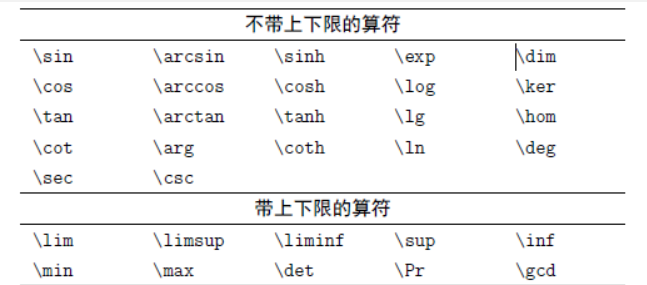 不带上下限的算符
\sin \arcsin \sinh \exp \dim
\cos \arccos \cosh \log \ker
\tan \arctan \tanh \lg \hom
\cot \arg \coth \ln \deg
\sec \csc
带上下限的算符
\lim \limsup \liminf \sup \inf
\min \max \det \Pr \gcd